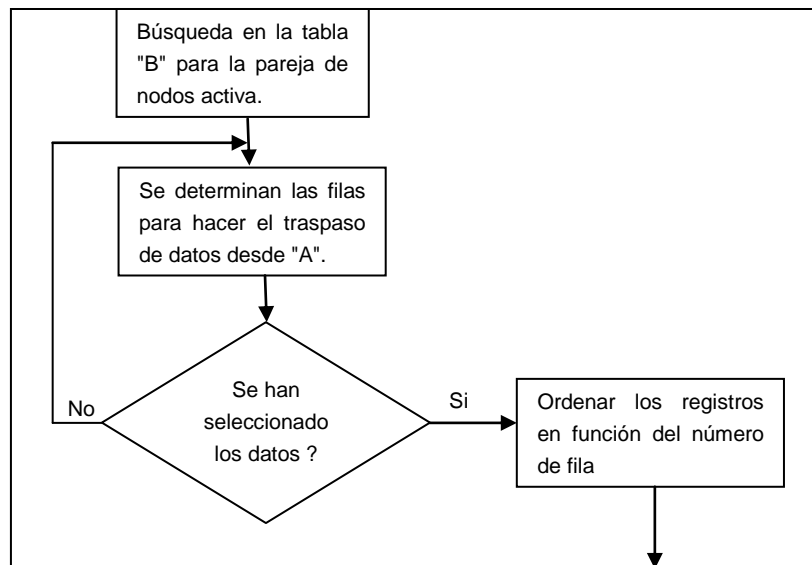 Búsqueda en la tabla
"B" para la pareja de
nodos activa.
Se determinan las filas
para hacer el traspaso
de datos desde "A".
Se han
seleccionado
los datos ?
No
Si
Ordenar los registros
en función del número
de fila